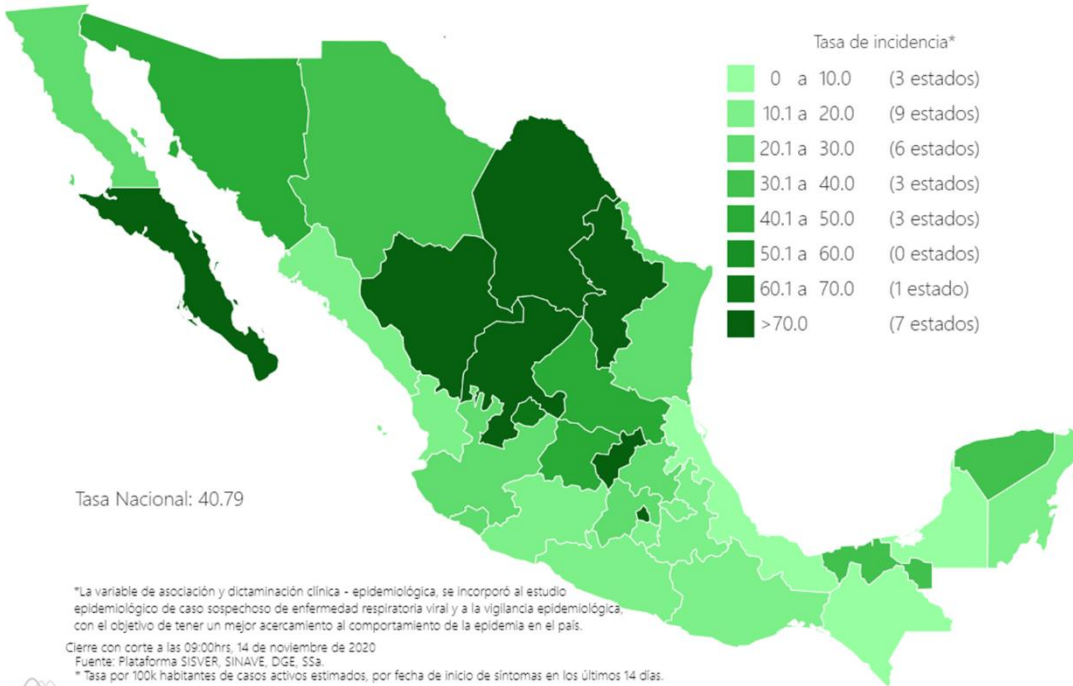 Tasa de incidencia*
0 a 10.0 (3 estados)
10.1 a 20.0 (9 estados)
20.1 a 30.0 (6 estados)
30.1 a 40.0 (3 estados)
40.1 a 50.0 (3 estados)
50.1 a 60.0 (0 estados)
60.1 a 70.0 (1 estado)
>70.0 (7 estados)
Tasa Nacional: 40.79
*La variable de asociación y dictaminación clínica - epidemiológica, se incorporó al estudio
epidemiológico de caso sospechoso de enfermedad respiratoria viral y a la vigilancia epidemiológica,
con el objetivo de tener un mejor acercamiento al comportamiento de la epidemia en el país.
Cierre con corte a las 09:00hrs, 14 de noviembre de 2020
Fuente: Plataforma SISVER, SINAVE, DGE, SSa.
* Tasa por 100k habitantes de casos activos estimados, por fecha de inicio de síntomas en los últimos 14 días.